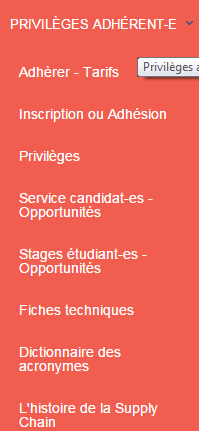 PRIVILÈGES ADHÉRENT-E
Adhèrer - Tarifs
Privilèges a
Inscription ou Adhésion
Privilèges
Service candidat-es -
Opportunités
Stages étudiant-es -
Opportunités
Fiches techniques
Dictionnaire des
acronymes
L'histoire de la Supply
Chain